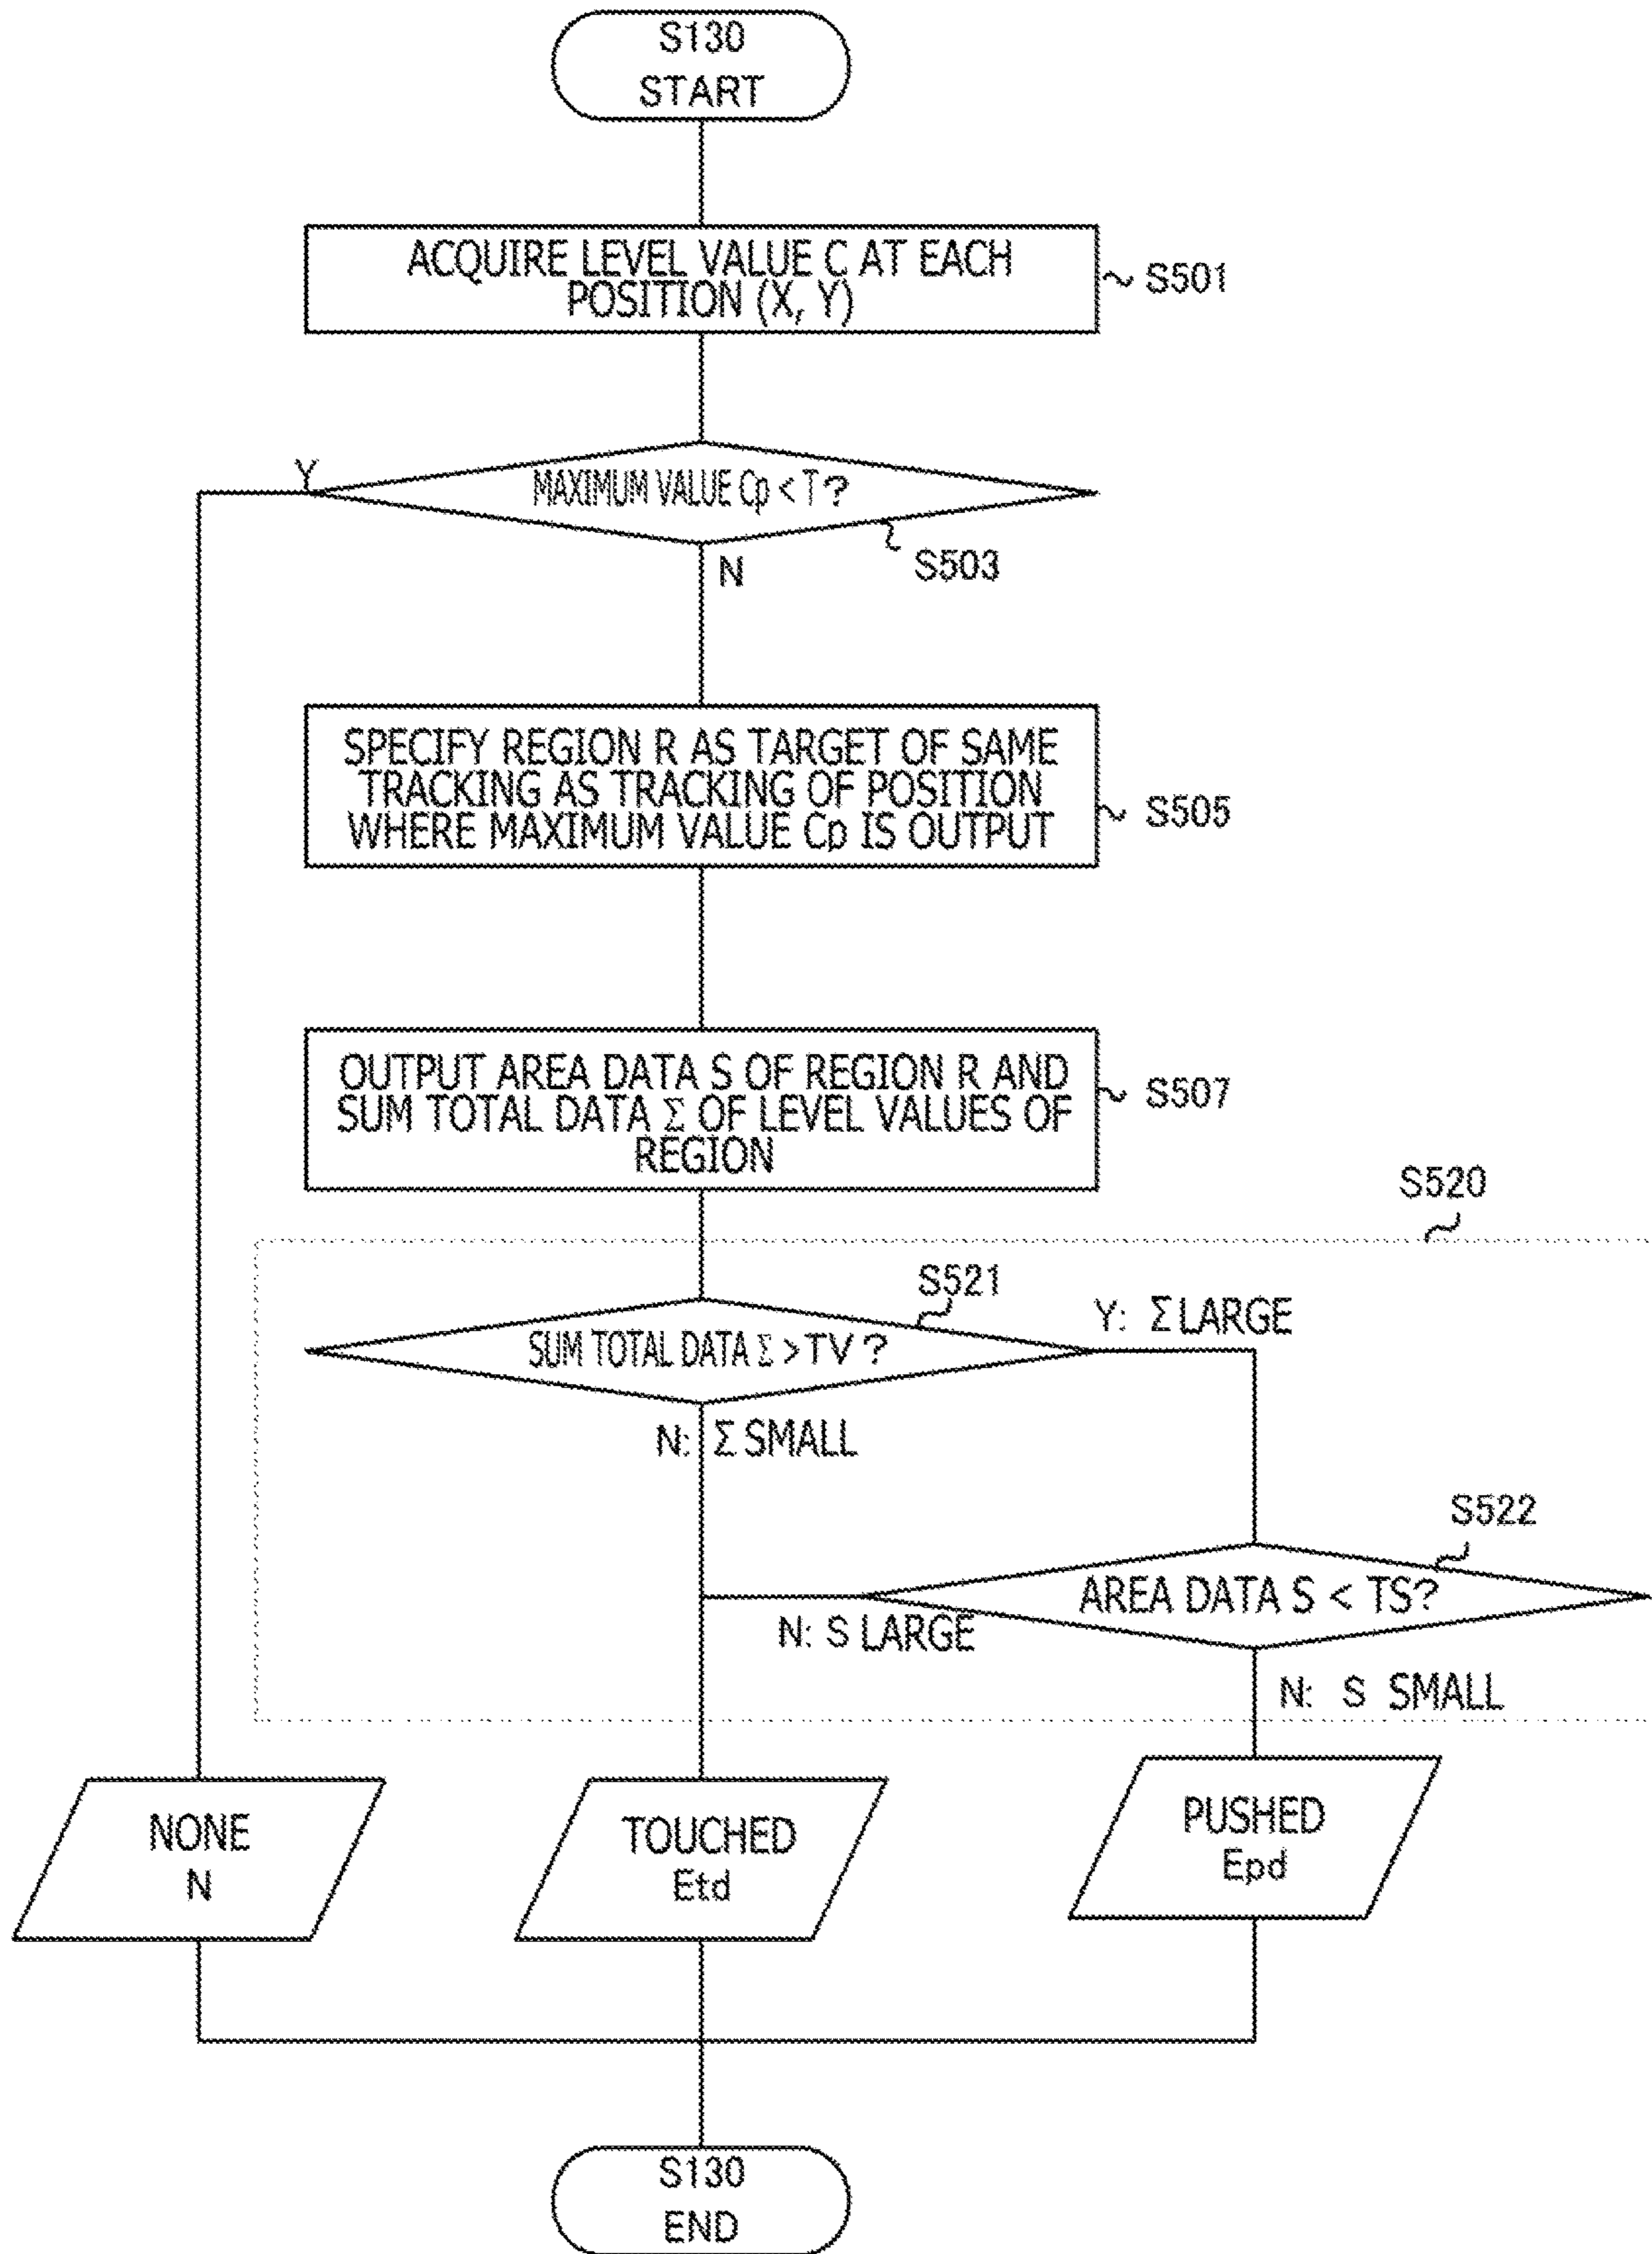 S130
START
ACQUIRE LEVEL VALUE C AT EACH
POSITION (X, Y)
S501
Y
MAXIMUM VALUE Cp < T ?
S503
N
SPECIFY REGION R AS TARGET OF SAME
TRACKING AS TRACKING OF POSITION
WHERE MAXIMUM VALUE Cp IS OUTPUT
S505
OUTPUT AREA DATA S OF REGION R AND
SUM TOTAL DATA Σ OF LEVEL VALUES OF
REGION
S507
S520
S521
SUM TOTAL DATA Σ > TV ?
Y: Σ LARGE
N: Σ SMALL
S522
AREA DATA S < TS?
N: S LARGE
N: S SMALL
NONE
N
TOUCHED
Etd
PUSHED
Epd
S130
END